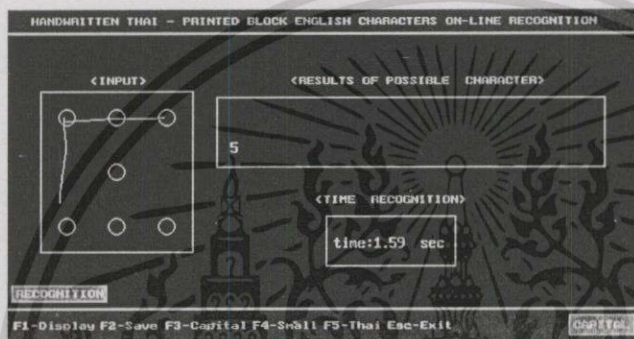 HANDWRITTEN THAI - PRINTED BLOCK ENGLISH CHARACTERS ON-LINE RECOGNITION
<INPUT>
<RESULTS OF POSSIBLE CHARACTER>
5
<TIME RECOGNITION>
time:1.59 sec
RECOGNITION
F1-Display F2-Save F3-Capital F4-Small F5-Thai Esc-Exit
CAPITAL